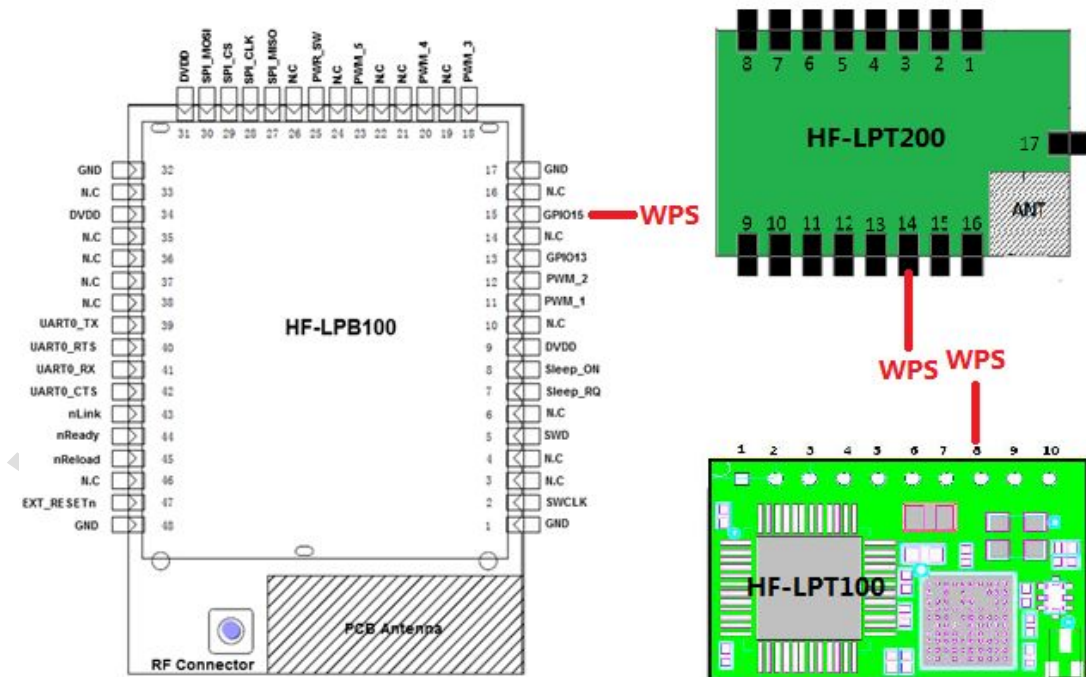 DVDD
SPI_MOSI
SPI_CS
SPI_CLK
SPI_MISO
N.C
PWR_SW
N.C
PWM_5
N.C
N.C
PWM_4
N.C
PWM_3
31 30 29 28 27 26 25 24 23 22 21 20 19 18
GND 32
N.C 33
DVDD 34
N.C 35
N.C 36
N.C 37
N.C 38
UART0_TX 39
UART0_RTS 40
UART0_RX 41
UART0_CTS 42
nLink 43
nReady 44
nReload 45
N.C 46
EXT_RESETn 47
GND 48
HF-LPB100
17 GND
16 N.C
15 GPIO15 WPS
14 N.C
13 GPIO13
12 PWM_2
11 PWM_1
10 N.C
9 DVDD
8 Sleep_ON
7 Sleep_RQ
6 N.C
5 SWD
4 N.C
3 N.C
2 SWCLK
1 GND
RF Connector
PCB Antenna
8 7 6 5 4 3 2 1
HF-LPT200
17
ANT
9 10 11 12 13 14 15 16
WPS
WPS
1 2 3 4 5 6 7 8 9 10
HF-LPT100